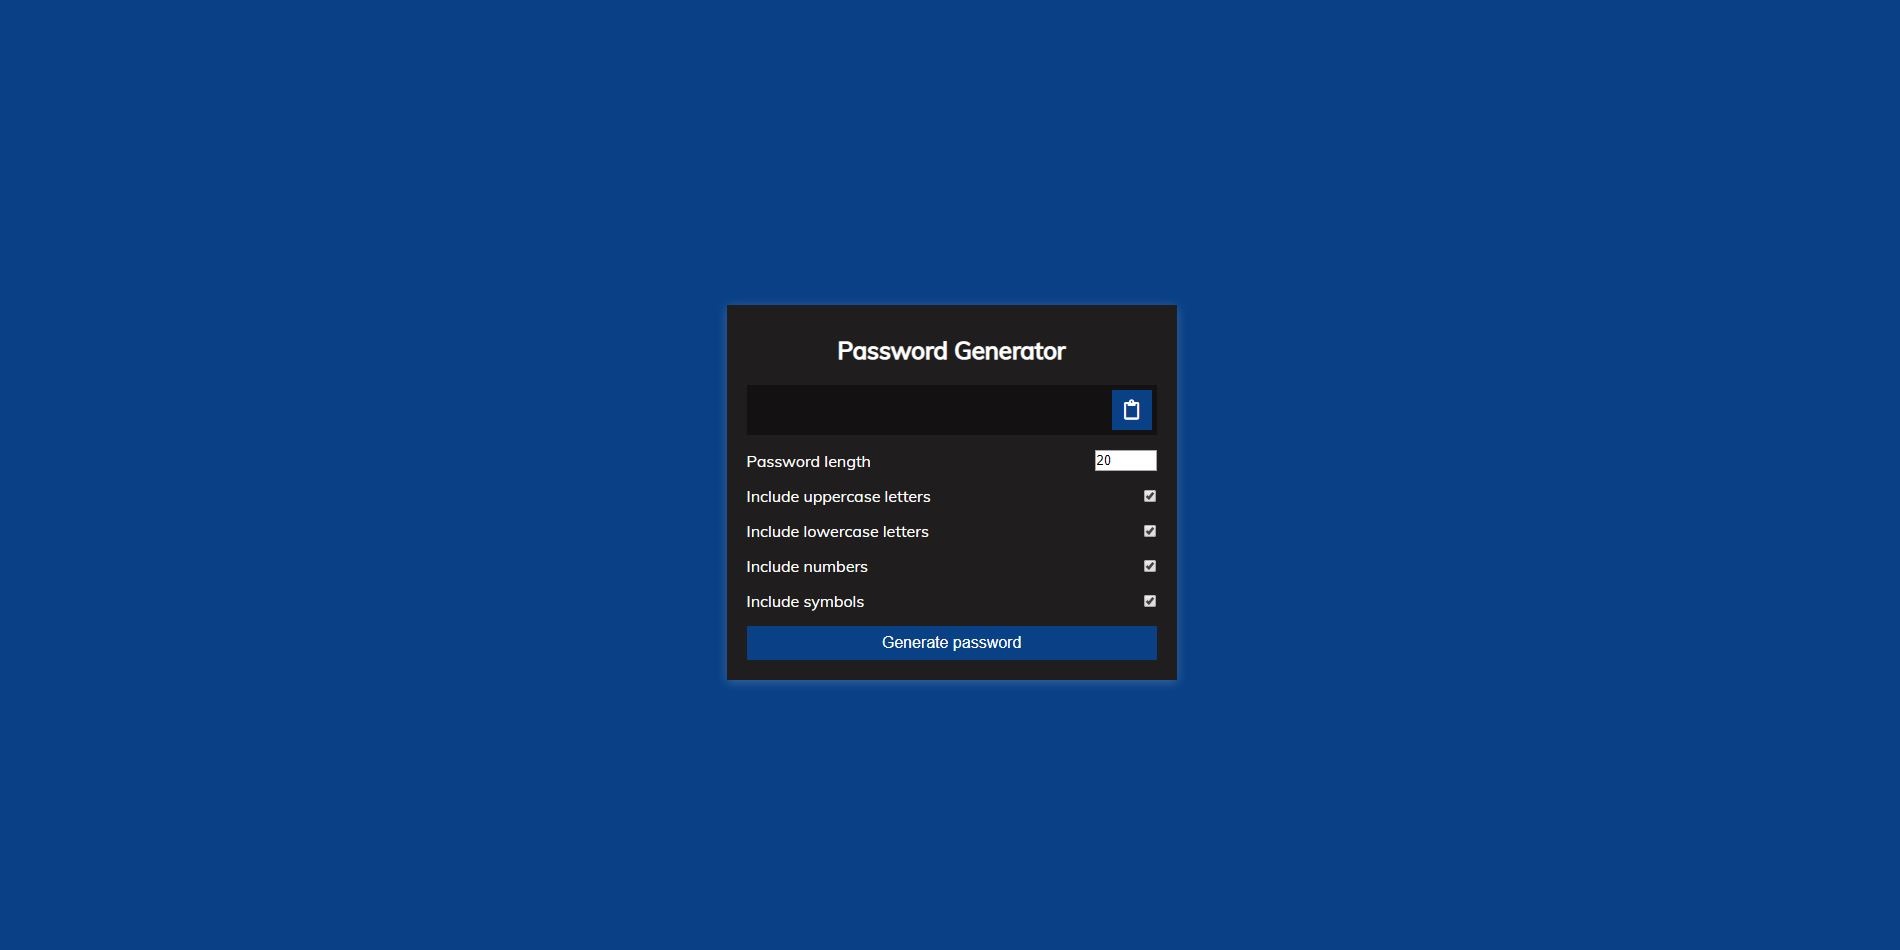 Password Generator
Password length 20
Include uppercase letters
Include lowercase letters
Include numbers
Include symbols
Generate password